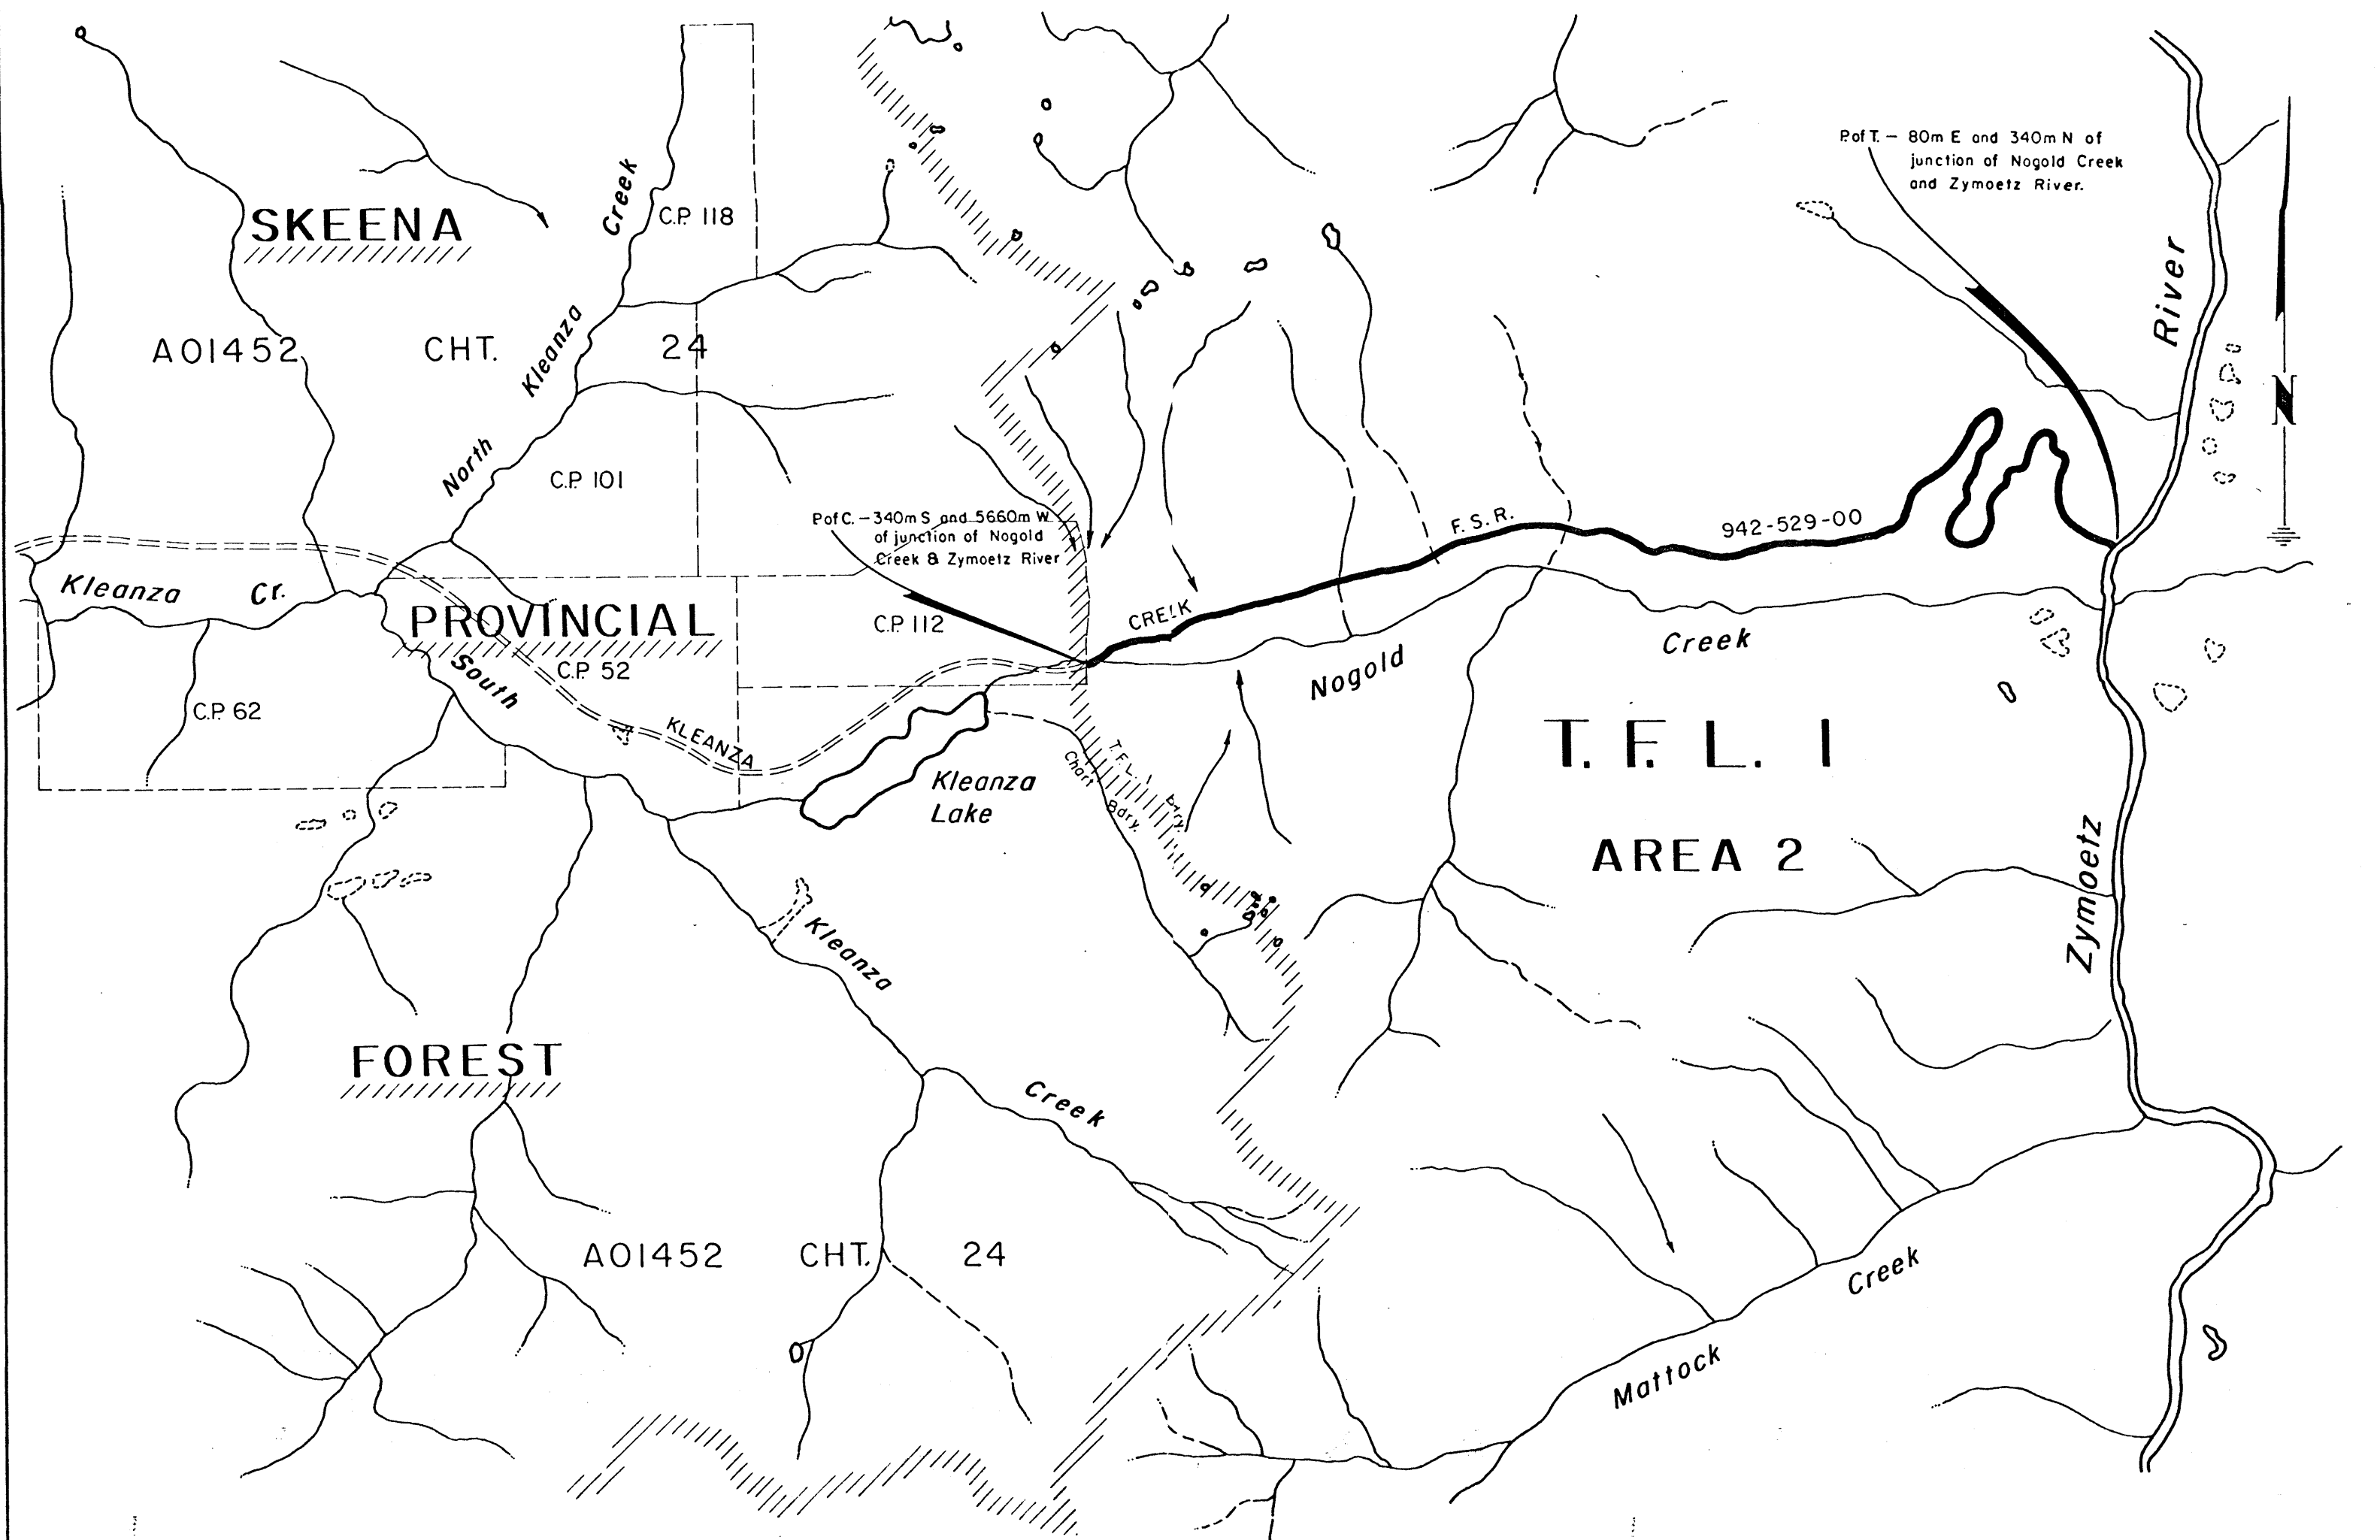 P. of T. – 80m E and 340m N of
junction of Nogold Creek
and Zymoetz River.
SKEENA
North Kleanza Creek
C.P. 118
River
A01452 CHT. 24
N
C.P. 101
P. of C. – 340m S and 5660m W
of junction of Nogold
Creek & Zymoetz River
F.S.R.
942-529-00
Kleanza Cr.
PROVINCIAL
C.P. 112
CREEK
C.P. 52
South
Nogold Creek
C.P. 62
KLEANZA
Kleanza
Lake
T.F.L. 1 Bdry.
Chart Bdry.
T.F.L. 1
AREA 2
Zymoetz
Kleanza
FOREST
Creek
A01452 CHT. 24
Mattock Creek